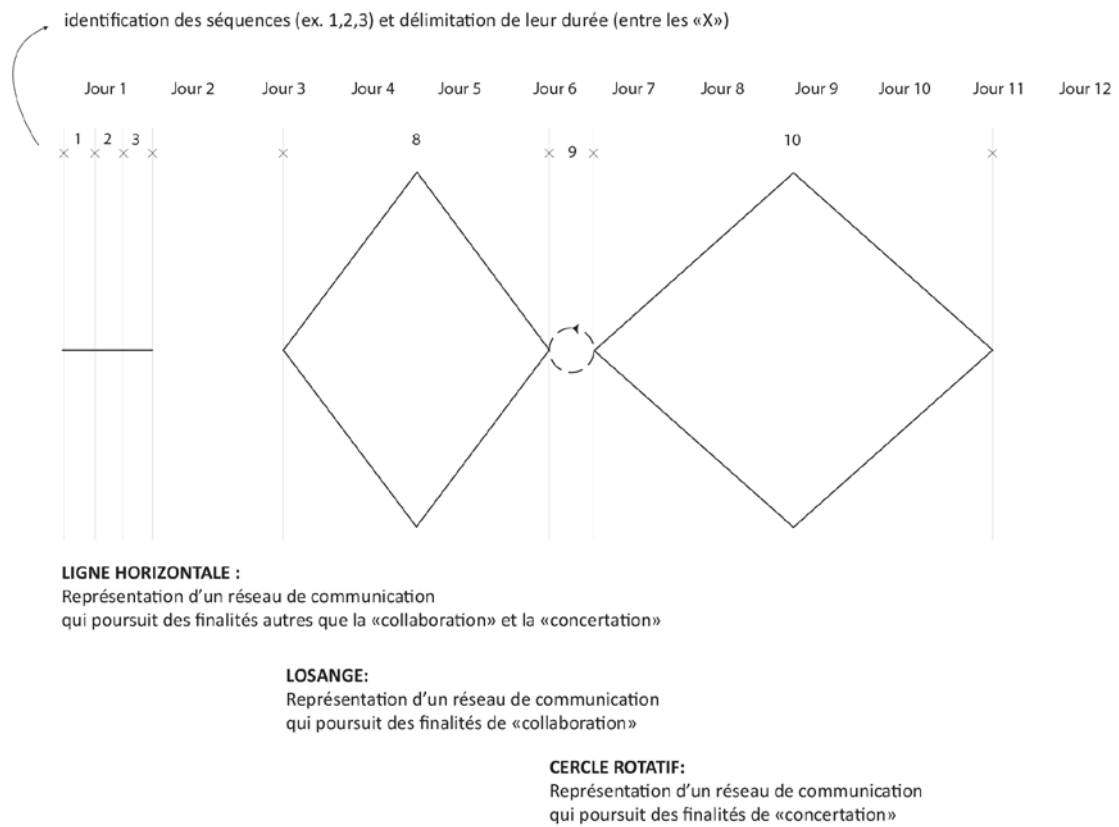 identification des séquences (ex. 1,2,3) et délimitation de leur durée (entre les «X»)
Jour 1 Jour 2 Jour 3 Jour 4 Jour 5 Jour 6 Jour 7 Jour 8 Jour 9 Jour 10 Jour 11 Jour 12
1 2 3 8 9 10
LIGNE HORIZONTALE :
Représentation d'un réseau de communication
qui poursuit des finalités autres que la «collaboration» et la «concertation»
LOSANGE:
Représentation d'un réseau de communication
qui poursuit des finalités de «collaboration»
CERCLE ROTATIF:
Représentation d'un réseau de communication
qui poursuit des finalités de «concertation»